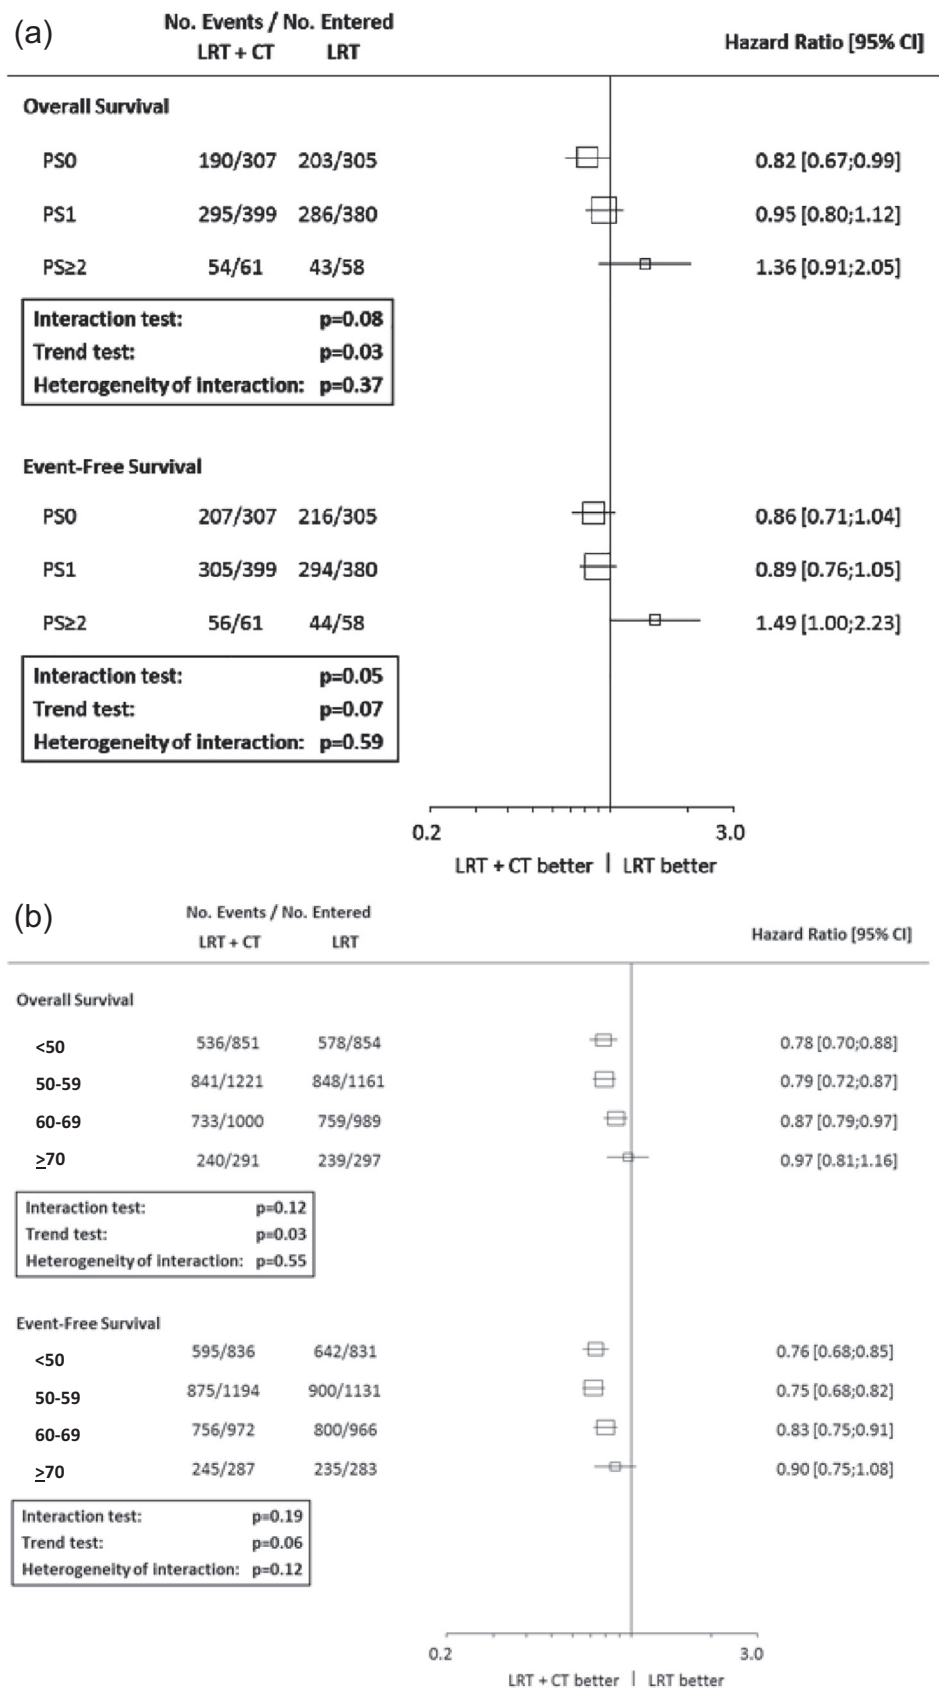 (a)
No. Events / No. Entered
LRT + CT LRT
Hazard Ratio [95% CI]
Overall Survival
PS0 190/307 203/305 0.82 [0.67;0.99]
PS1 295/399 286/380 0.95 [0.80;1.12]
PS≥2 54/61 43/58 1.36 [0.91;2.05]
Interaction test: p=0.08
Trend test: p=0.03
Heterogeneity of interaction: p=0.37
Event-Free Survival
PS0 207/307 216/305 0.86 [0.71;1.04]
PS1 305/399 294/380 0.89 [0.76;1.05]
PS≥2 56/61 44/58 1.49 [1.00;2.23]
Interaction test: p=0.05
Trend test: p=0.07
Heterogeneity of interaction: p=0.59
0.2 3.0
LRT + CT better | LRT better
(b)
No. Events / No. Entered
LRT + CT LRT
Hazard Ratio [95% CI]
Overall Survival
<50 536/851 578/854 0.78 [0.70;0.88]
50-59 841/1221 848/1161 0.79 [0.72;0.87]
60-69 733/1000 759/989 0.87 [0.79;0.97]
≥70 240/291 239/297 0.97 [0.81;1.16]
Interaction test: p=0.12
Trend test: p=0.03
Heterogeneity of interaction: p=0.55
Event-Free Survival
<50 595/836 642/831 0.76 [0.68;0.85]
50-59 875/1194 900/1131 0.75 [0.68;0.82]
60-69 756/972 800/966 0.83 [0.75;0.91]
≥70 245/287 235/283 0.90 [0.75;1.08]
Interaction test: p=0.19
Trend test: p=0.06
Heterogeneity of interaction: p=0.12
0.2 3.0
LRT + CT better | LRT better